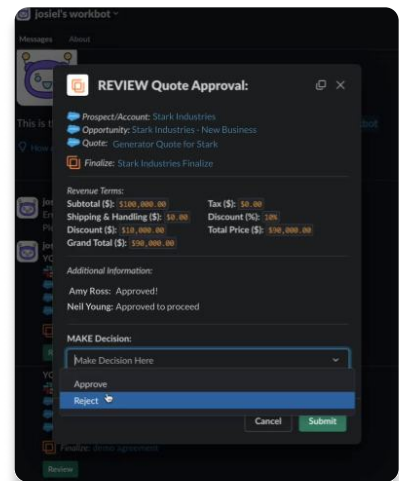 josiel's workbot
Messages About
REVIEW Quote Approval:
This is t
bot
Prospect/Account: Stark Industries
Opportunity: Stark Industries - New Business
Quote: Generator Quote for Stark
Finalize: Stark Industries Finalize
Revenue Terms:
Subtotal ($): $100,000.00 Tax ($): $0.00
Shipping & Handling ($): $0.00 Discount (%): 10%
Discount ($): $10,000.00 Total Price ($): $90,000.00
Grand Total ($): $90,000.00
Additional Information:
Amy Ross: Approved!
Neil Young: Approved to proceed
MAKE Decision:
Make Decision Here
Approve
Reject
Cancel Submit
Finalize: demo agreement
Review